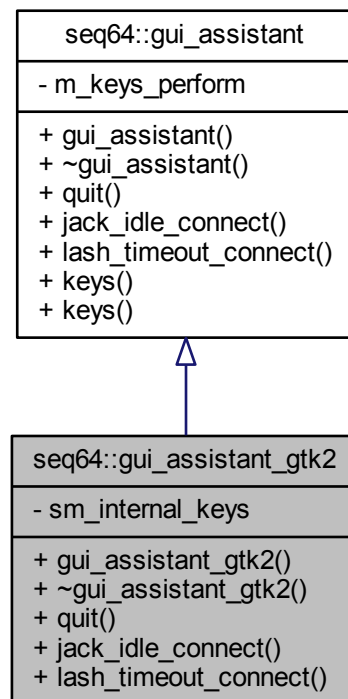 seq64::gui_assistant
- m_keys_perform
+ gui_assistant()
+ ~gui_assistant()
+ quit()
+ jack_idle_connect()
+ lash_timeout_connect()
+ keys()
+ keys()
seq64::gui_assistant_gtk2
- sm_internal_keys
+ gui_assistant_gtk2()
+ ~gui_assistant_gtk2()
+ quit()
+ jack_idle_connect()
+ lash_timeout_connect()